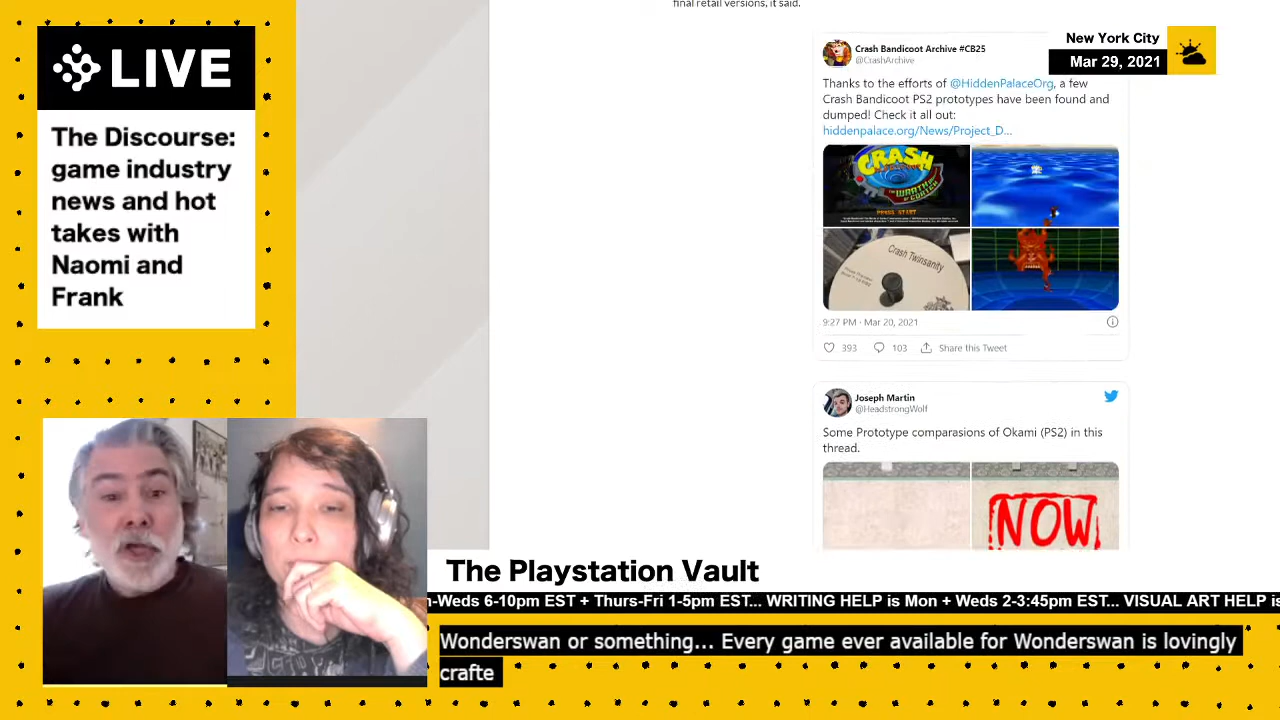 LIVE
The Discourse:
game industry
news and hot
takes with
Naomi and
Frank
final retail versions, it said.
New York City
Mar 29, 2021
Crash Bandicoot Archive #CB25
@CrashArchive
Thanks to the efforts of @HiddenPalaceOrg, a few
Crash Bandicoot PS2 prototypes have been found and
dumped! Check it all out:
hiddenpalace.org/News/Project_D...
CRASH
THE WRATH OF CORTEX
PRESS START
Crash Twinsanity
9:27 PM · Mar 20, 2021
393
103
Share this Tweet
Joseph Martin
@HeadstrongWolf
Some Prototype comparasions of Okami (PS2) in this
thread.
NOW
The Playstation Vault
n-Weds 6-10pm EST + Thurs-Fri 1-5pm EST... WRITING HELP is Mon + Weds 2-3:45pm EST... VISUAL ART HELP is
Wonderswan or something... Every game ever available for Wonderswan is lovingly
crafte